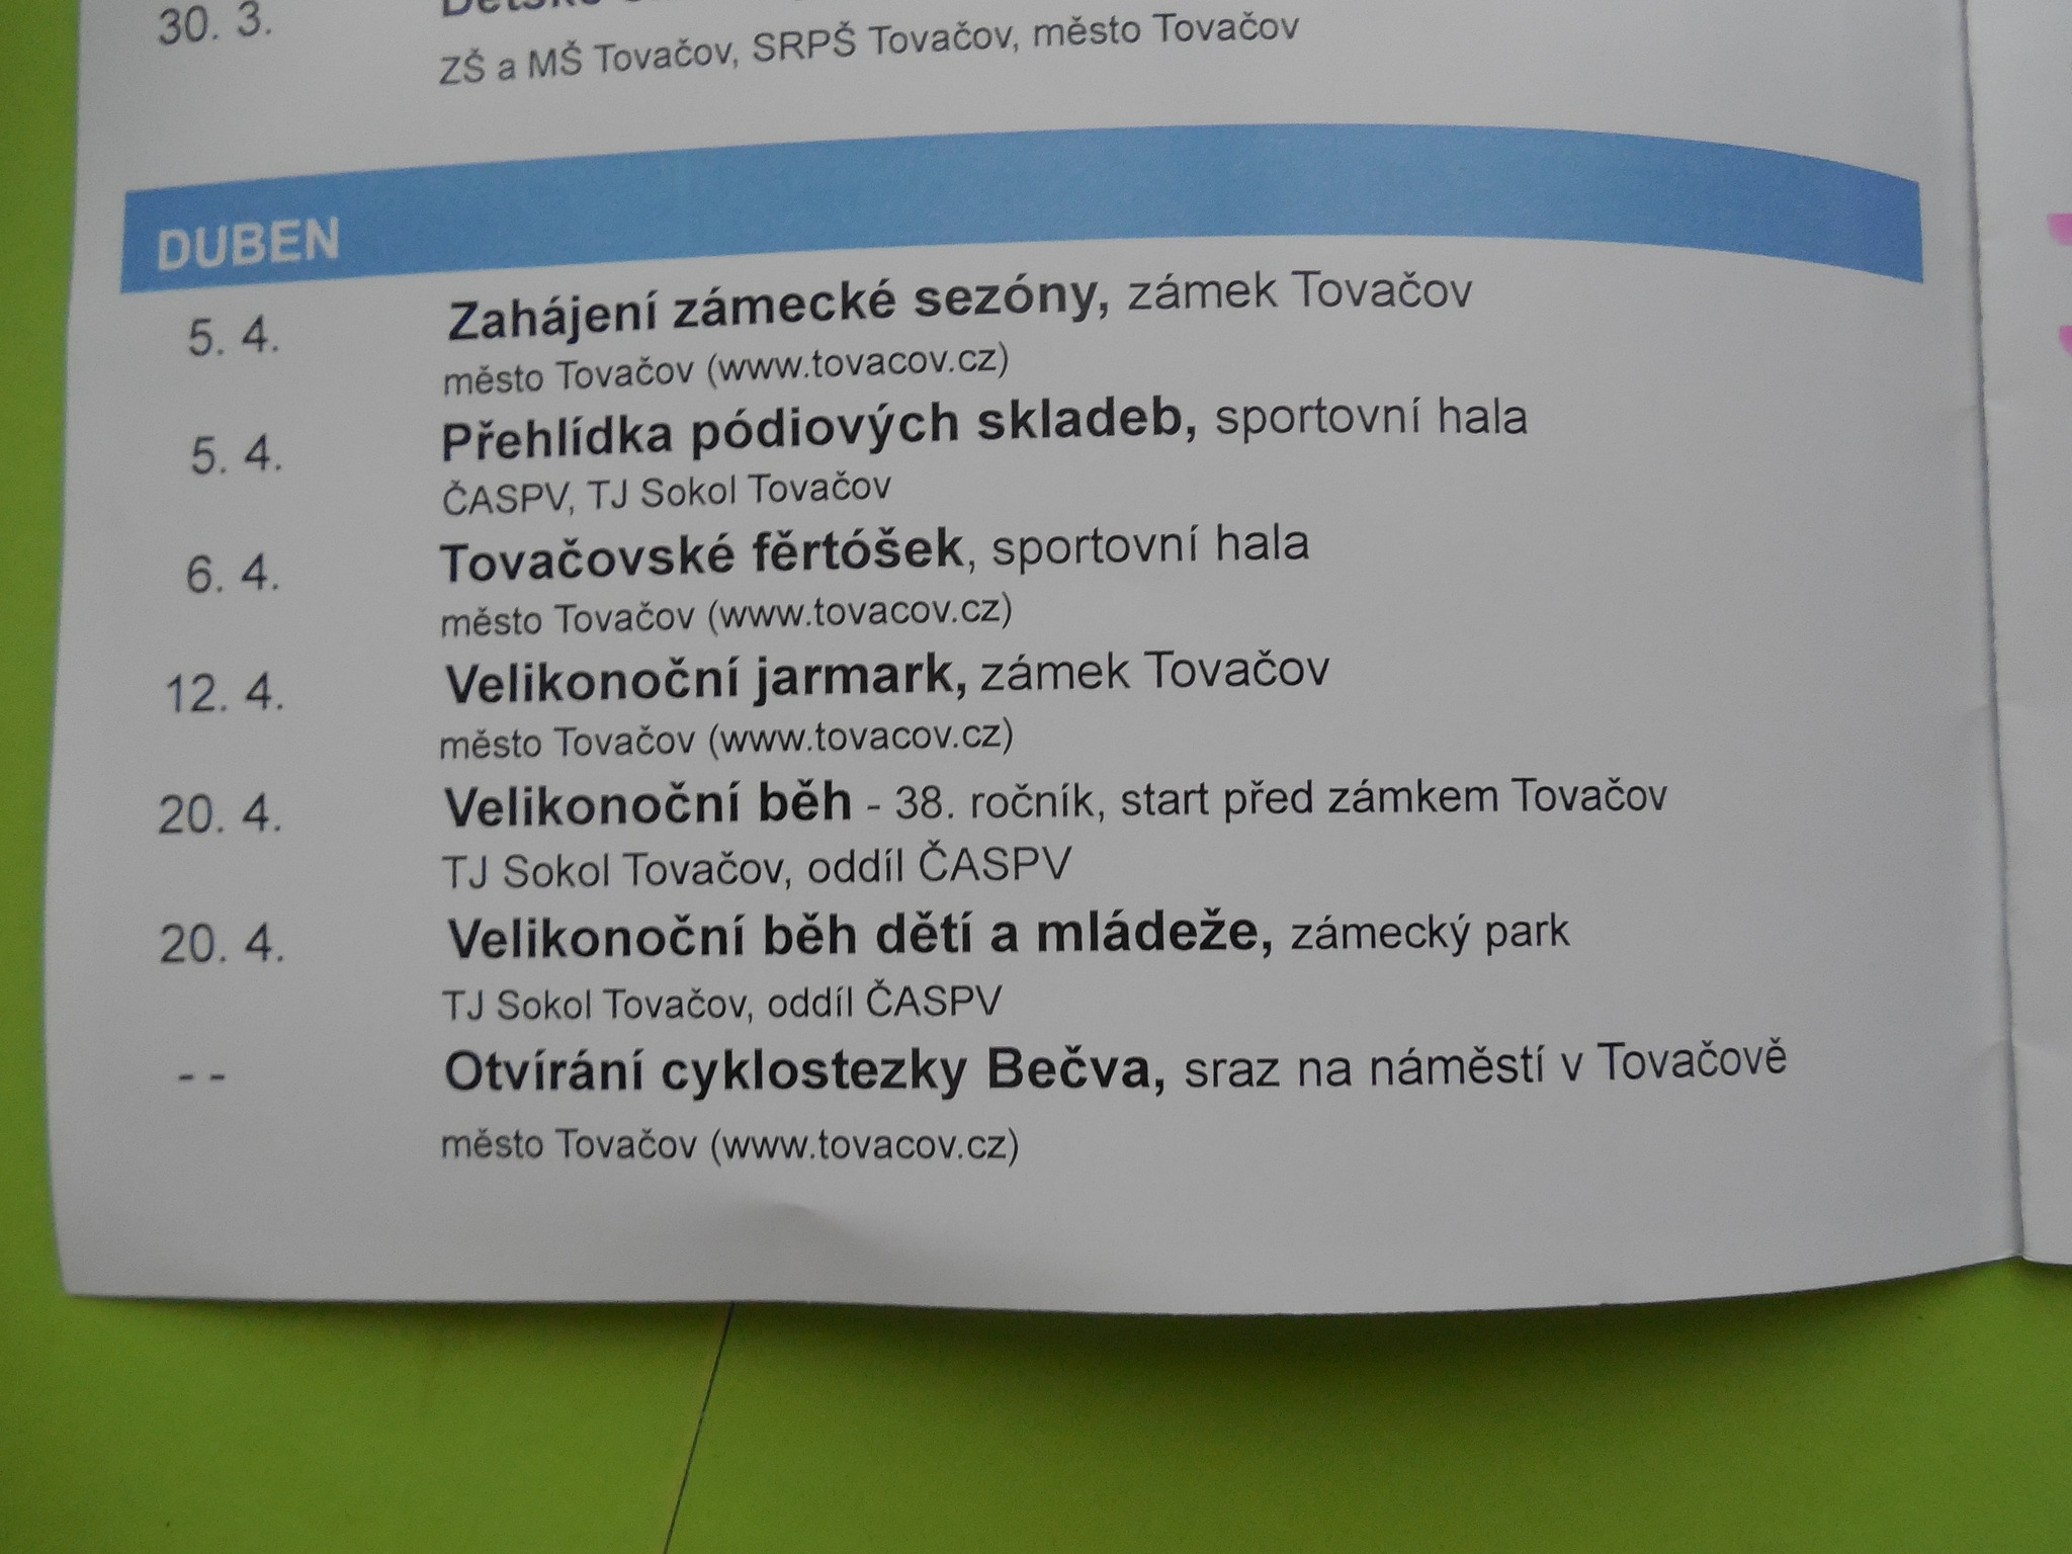 30. 3.
ZŠ a MŠ Tovačov, SRPŠ Tovačov, město Tovačov
DUBEN
5. 4. Zahájení zámecké sezóny, zámek Tovačov
město Tovačov (www.tovacov.cz)
5. 4. Přehlídka pódiových skladeb, sportovní hala
ČASPV, TJ Sokol Tovačov
6. 4. Tovačovské fěrtóšek, sportovní hala
město Tovačov (www.tovacov.cz)
12. 4. Velikonoční jarmark, zámek Tovačov
město Tovačov (www.tovacov.cz)
20. 4. Velikonoční běh - 38. ročník, start před zámkem Tovačov
TJ Sokol Tovačov, oddíl ČASPV
20. 4. Velikonoční běh dětí a mládeže, zámecký park
TJ Sokol Tovačov, oddíl ČASPV
- - Otvírání cyklostezky Bečva, sraz na náměstí v Tovačově
město Tovačov (www.tovacov.cz)